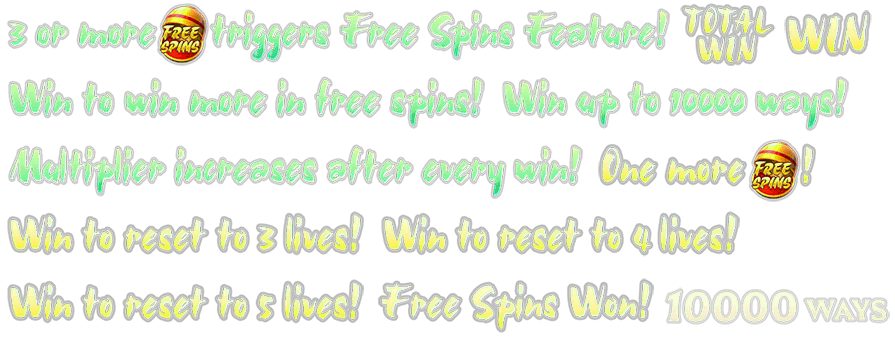 3 or more FREE SPINS triggers Free Spins Feature! TOTAL WIN WIN
Win to win more in free spins! Win up to 10000 ways!
Multiplier increases after every win! One more FREE SPINS!
Win to reset to 3 lives! Win to reset to 4 lives!
Win to reset to 5 lives! Free Spins Won! 10000 WAYS